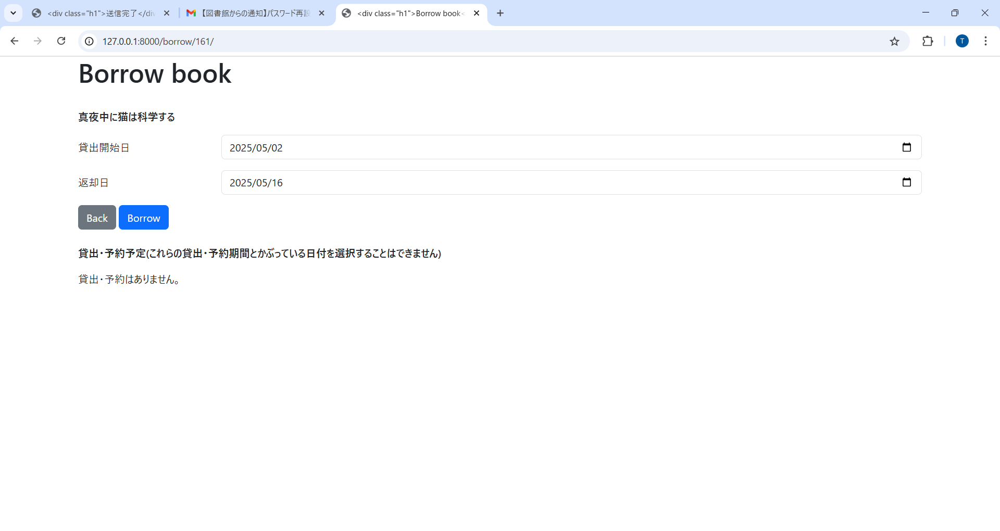 <div class="h1">送信完了</div
【図書館からの通知】パスワード再設
<div class="h1">Borrow book<
127.0.0.1:8000/borrow/161/
T
Borrow book
真夜中に猫は科学する
貸出開始日
2025/05/02
返却日
2025/05/16
Back
Borrow
貸出・予約予定(これらの貸出・予約期間とかぶっている日付を選択することはできません)
貸出・予約はありません。